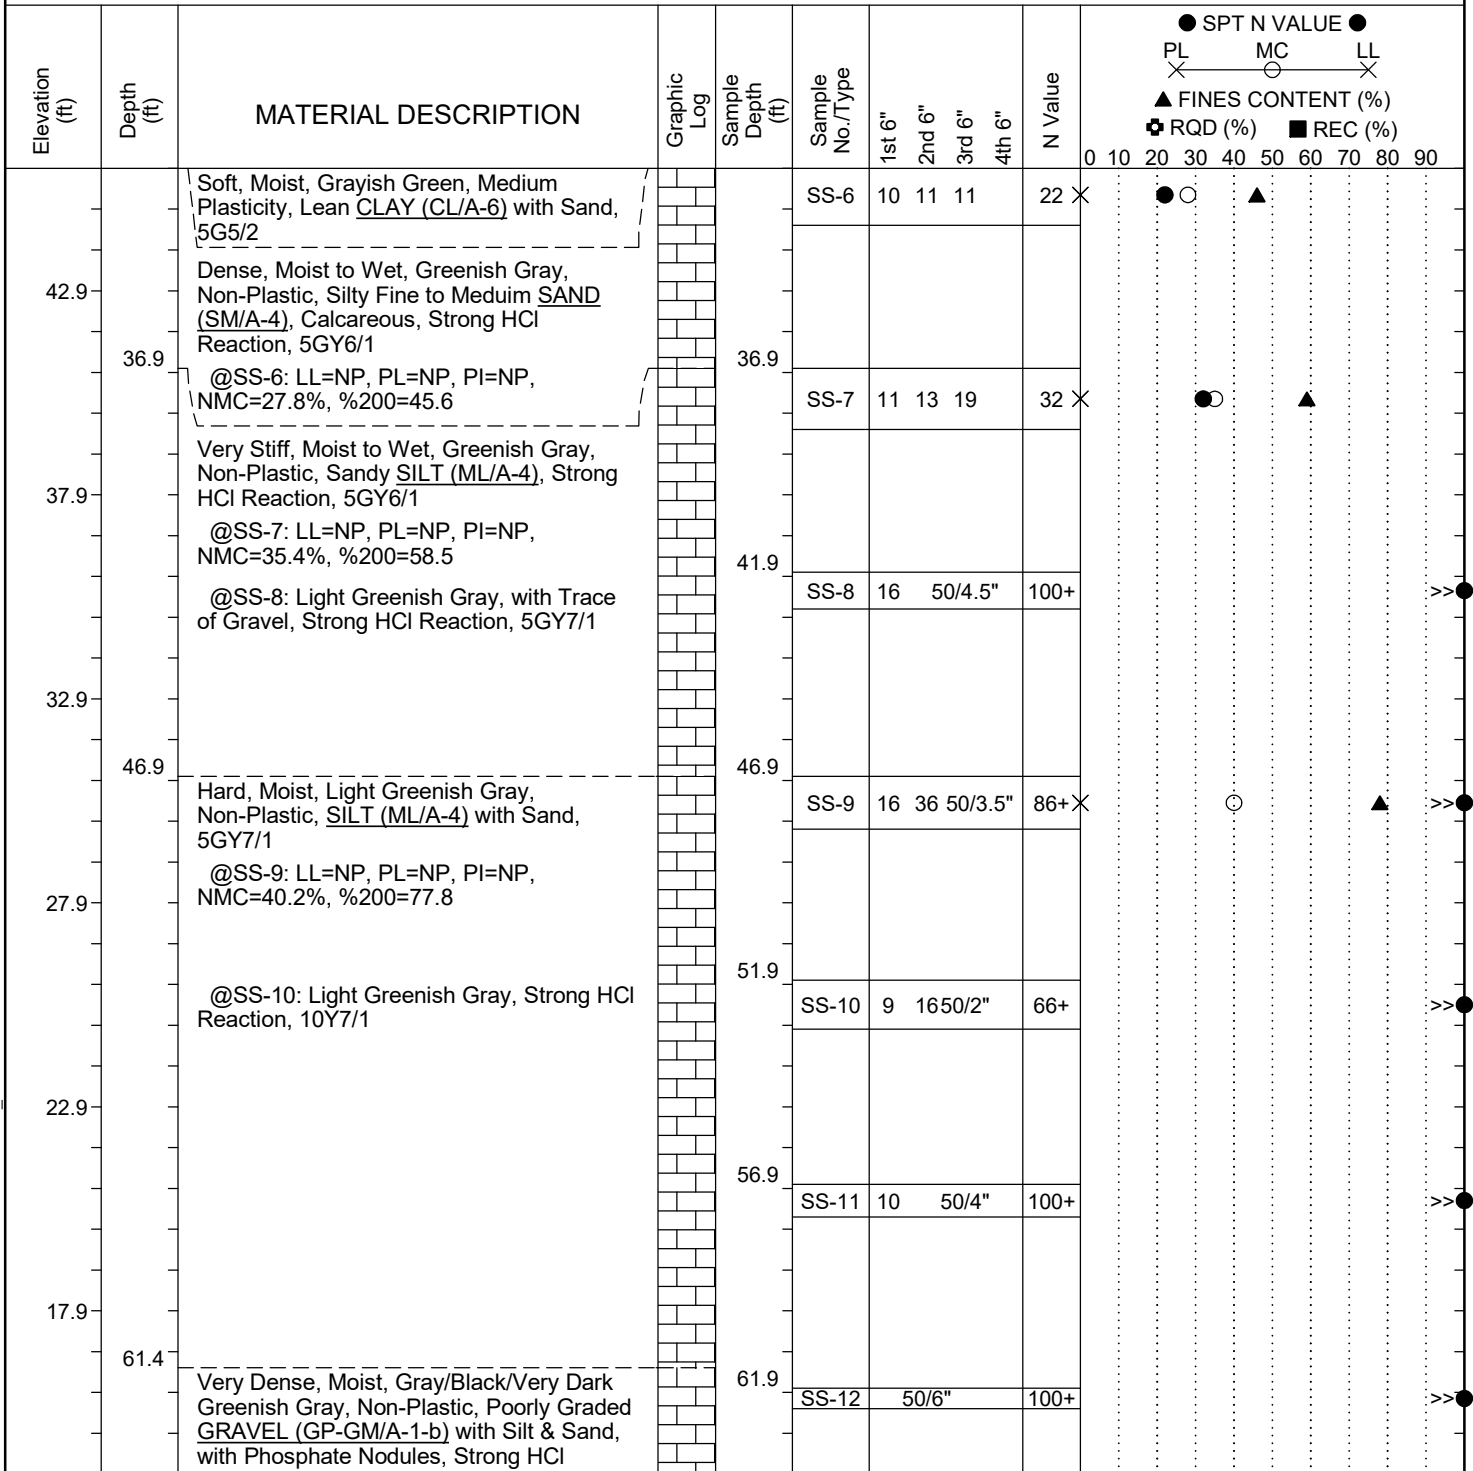 ● SPT N VALUE ●
PL MC LL
▲ FINES CONTENT (%)
RQD (%) ■ REC (%)
0 10 20 30 40 50 60 70 80 90
Elevation
(ft)
Depth
(ft)
MATERIAL DESCRIPTION
Graphic
Log
Sample
Depth
(ft)
Sample
No./Type
1st 6"
2nd 6"
3rd 6"
4th 6"
N Value
Soft, Moist, Grayish Green, Medium
Plasticity, Lean CLAY (CL/A-6) with Sand,
5G5/2
SS-6 10 11 11 22
Dense, Moist to Wet, Greenish Gray,
42.9 Non-Plastic, Silty Fine to Meduim SAND
(SM/A-4), Calcareous, Strong HCl
Reaction, 5GY6/1
36.9 36.9
@SS-6: LL=NP, PL=NP, PI=NP,
NMC=27.8%, %200=45.6
SS-7 11 13 19 32
Very Stiff, Moist to Wet, Greenish Gray,
Non-Plastic, Sandy SILT (ML/A-4), Strong
37.9 HCl Reaction, 5GY6/1
@SS-7: LL=NP, PL=NP, PI=NP,
NMC=35.4%, %200=58.5
41.9
@SS-8: Light Greenish Gray, with Trace
of Gravel, Strong HCl Reaction, 5GY7/1
SS-8 16 50/4.5" 100+ >>
32.9
46.9 46.9
Hard, Moist, Light Greenish Gray,
Non-Plastic, SILT (ML/A-4) with Sand,
5GY7/1
SS-9 16 36 50/3.5" 86+ >>
@SS-9: LL=NP, PL=NP, PI=NP,
27.9 NMC=40.2%, %200=77.8
51.9
@SS-10: Light Greenish Gray, Strong HCl
Reaction, 10Y7/1
SS-10 9 16 50/2" 66+ >>
22.9
56.9
SS-11 10 50/4" 100+ >>
17.9
61.4
61.9
Very Dense, Moist, Gray/Black/Very Dark
Greenish Gray, Non-Plastic, Poorly Graded
GRAVEL (GP-GM/A-1-b) with Silt & Sand,
with Phosphate Nodules, Strong HCl
SS-12 50/6" 100+ >>